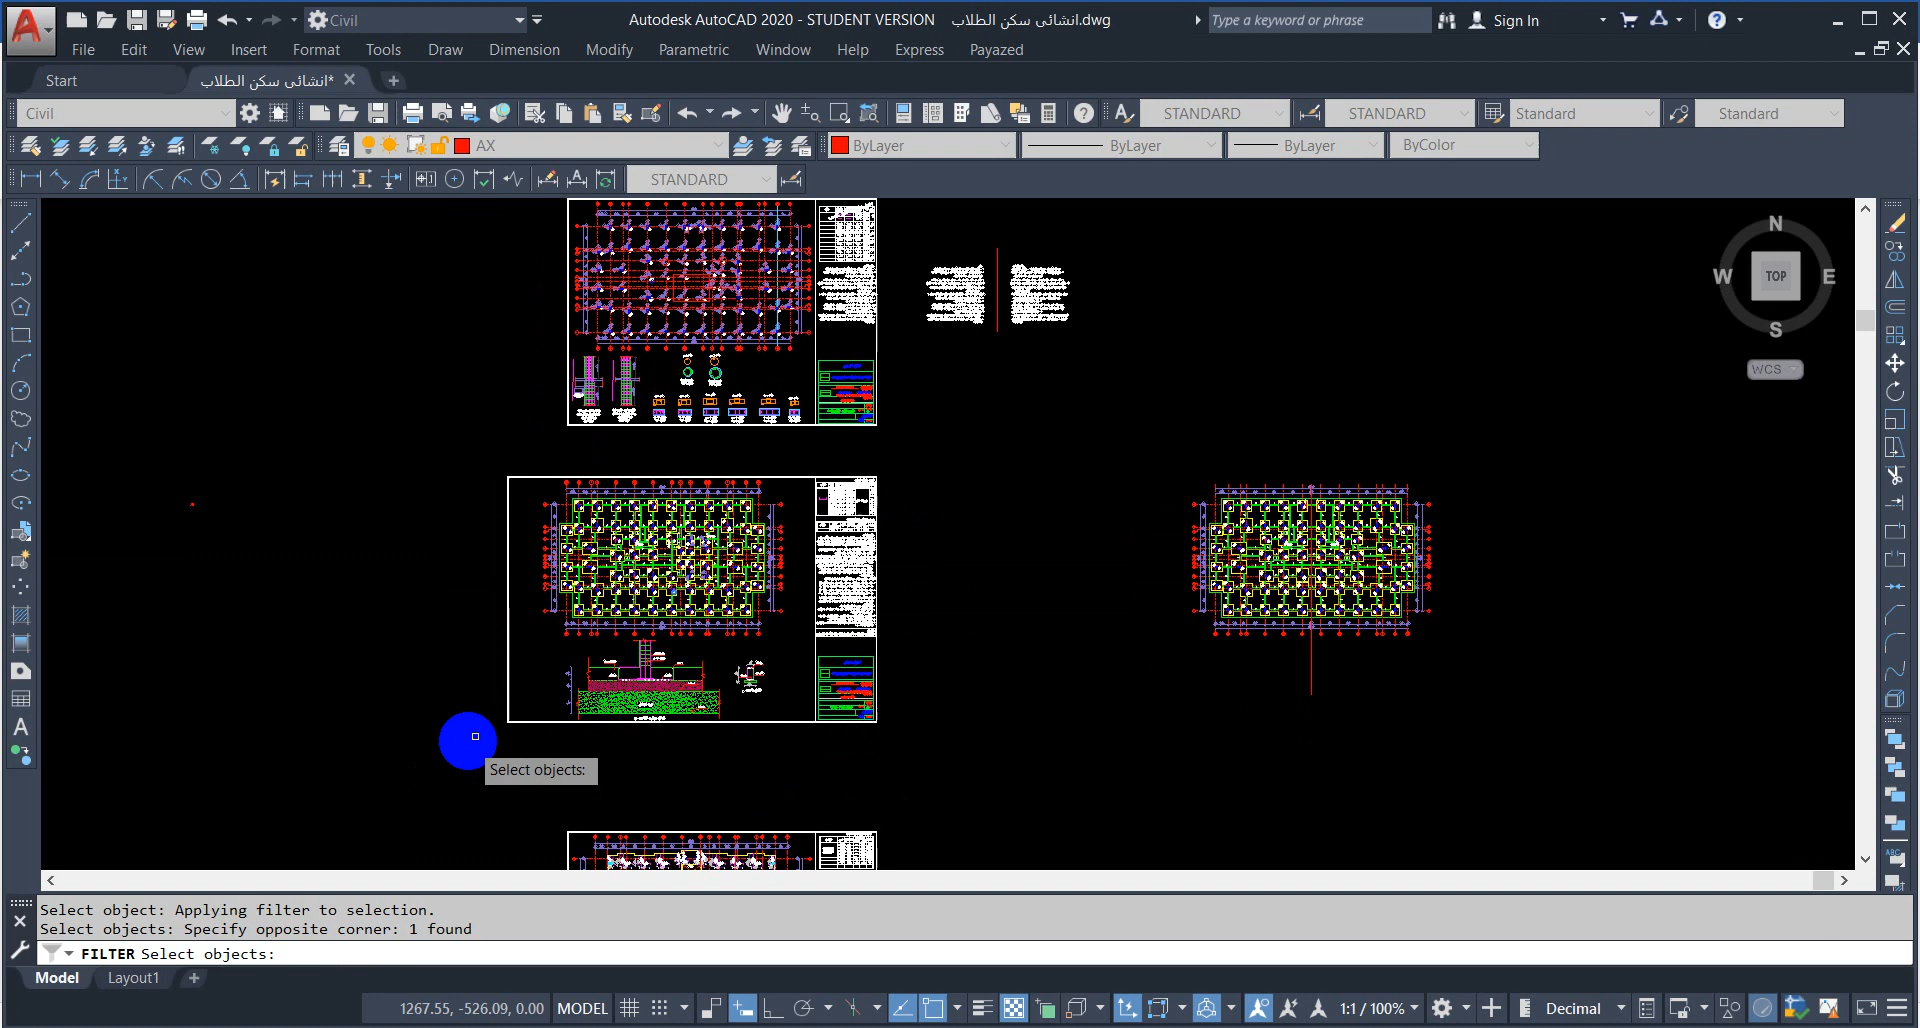 Civil
Autodesk AutoCAD 2020 - STUDENT VERSION انشائى سكن الطلاب.dwg
Type a keyword or phrase
Sign In
File Edit View Insert Format Tools Draw Dimension Modify Parametric Window Help Express Payazed
Start
انشائى سكن الطلاب*
Civil
STANDARD
STANDARD
Standard
Standard
AX
ByLayer
ByLayer
ByLayer
ByColor
STANDARD
N
W TOP E
S
WCS
Select objects:
Select object: Applying filter to selection.
Select objects: Specify opposite corner: 1 found
FILTER Select objects:
Model Layout1
1267.55, -526.09, 0.00 MODEL 1:1 / 100% Decimal